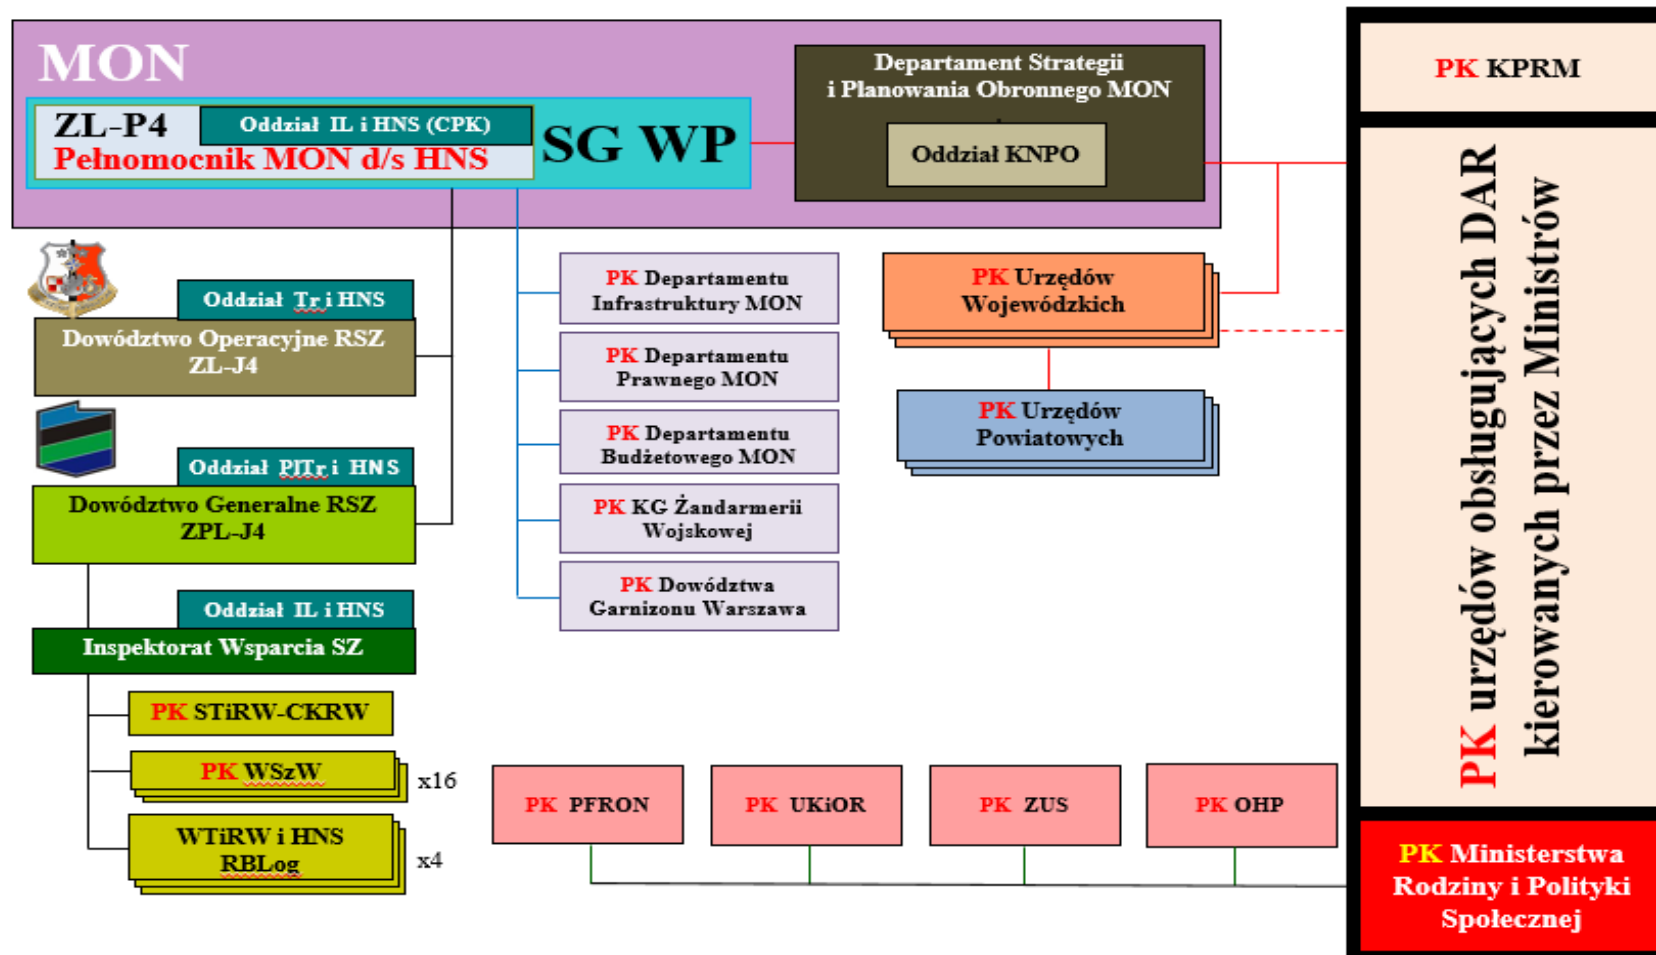 MON
ZL-P4
Oddział IL i HNS (CPK)
Pełnomocnik MON d/s HNS
SG WP
Departament Strategii
i Planowania Obronnego MON
Oddział KNPO
PK KPRM
PK urzędów obsługujących DAR
kierowanych przez Ministrów
PK Ministerstwa
Rodziny i Polityki
Społecznej
Oddział Tr i HNS
Dowództwo Operacyjne RSZ
ZL-J4
Oddział PlTr i HNS
Dowództwo Generalne RSZ
ZPL-J4
Oddział IL i HNS
Inspektorat Wsparcia SZ
PK STiRW-CKRW
PK WSzW
x16
WTiRW i HNS
RBLog
x4
PK Departamentu
Infrastruktury MON
PK Departamentu
Prawnego MON
PK Departamentu
Budżetowego MON
PK KG Żandarmerii
Wojskowej
PK Dowództwa
Garnizonu Warszawa
PK Urzędów
Wojewódzkich
PK Urzędów
Powiatowych
PK PFRON
PK UKiOR
PK ZUS
PK OHP